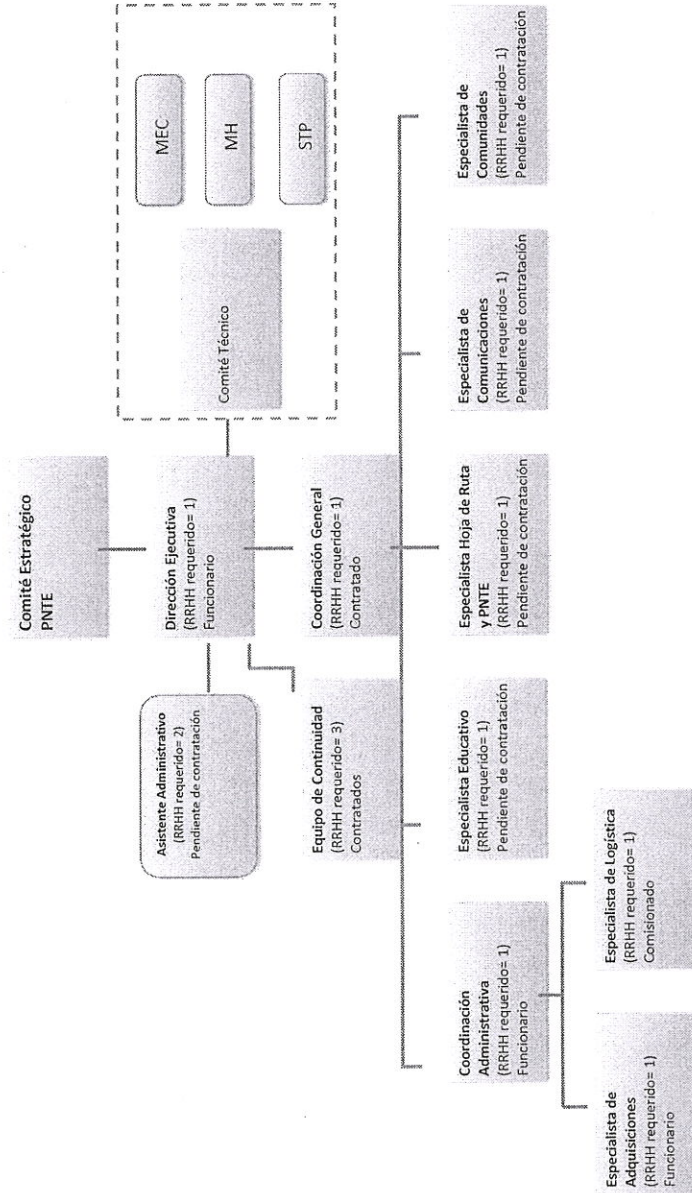 Comité Estratégico
PNTE
Asistente Administrativo
(RRHH requerido= 2)
Pendiente de contratación
Dirección Ejecutiva
(RRHH requerido= 1)
Funcionario
Comité Técnico
MEC
MH
STP
Equipo de Continuidad
(RRHH requerido= 3)
Contratados
Coordinación General
(RRHH requerido= 1)
Contratado
Coordinación
Administrativa
(RRHH requerido= 1)
Funcionario
Especialista Educativo
(RRHH requerido= 1)
Pendiente de contratación
Especialista Hoja de Ruta
y PNTE
(RRHH requerido= 1)
Pendiente de contratación
Especialista de
Comunicaciones
(RRHH requerido= 1)
Pendiente de contratación
Especialista de
Comunidades
(RRHH requerido= 1)
Pendiente de contratación
Especialista de
Adquisiciones
(RRHH requerido= 1)
Funcionario
Especialista de Logística
(RRHH requerido= 1)
Comisionado